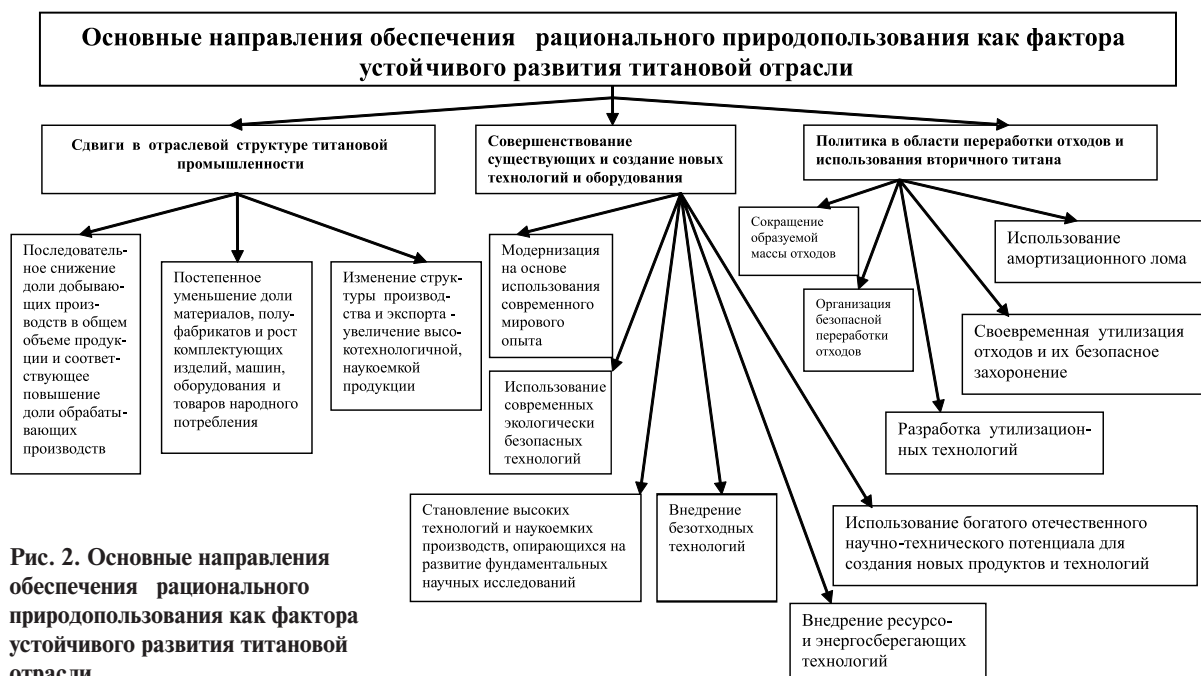 Основные направления обеспечения рационального природопользования как фактора
устойчивого развития титановой отрасли
Сдвиги в отраслевой структуре титановой
промышленности
Совершенствование
существующих и создание новых
технологий и оборудования
Политика в области переработки отходов и
использования вторичного титана
Последователь-
ное снижение
доли добываю-
щих произ-
водств в общем
объеме продук-
ции и соответ-
ствующее
повышение
доли обрабаты-
вающих
производств
Постепенное
уменьшение доли
материалов, полу-
фабрикатов и рост
комплектующих
изделий, машин,
оборудования и
товаров народного
потребления
Изменение струк-
туры производ-
ства и экспорта -
увеличение высо-
котехнологичной,
наукоемкой
продукции
Модернизация
на основе
использования
современного
мирового
опыта
Использование
современных
экологически
безопасных
технологий
Становление высоких
технологий и наукоемких
производств, опирающихся на
развитие фундаментальных
научных исследований
Внедрение
безотходных
технологий
Внедрение ресурсо-
и энергосберегающих
технологий
Использование богатого отечественного
научно-технического потенциала для
создания новых продуктов и технологий
Сокращение
образуемой
массы отходов
Организация
безопасной
переработки
отходов
Разработка утилизацион-
ных технологий
Своевременная утилизация
отходов и их безопасное
захоронение
Использование
амортизационного лома
Рис. 2. Основные направления
обеспечения рационального
природопользования как фактора
устойчивого развития титановой
отрасли